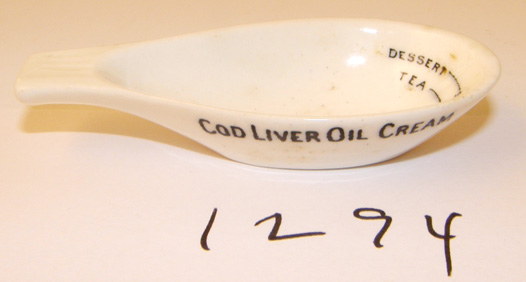 DESSERT
TEA
COD LIVER OIL CREAM
1294